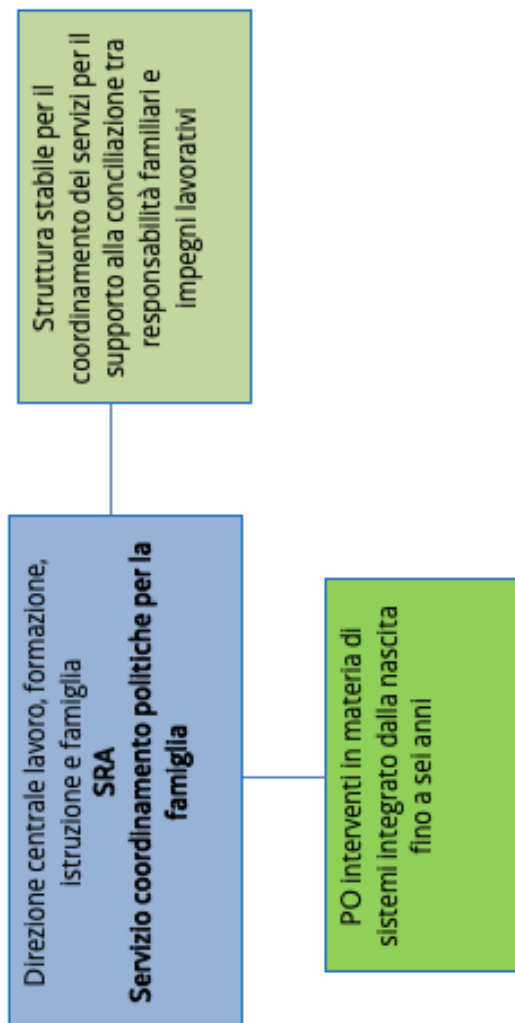 Direzione centrale lavoro, formazione,
istruzione e famiglia
SRA
Servizio coordinamento politiche per la
famiglia
Struttura stabile per il
coordinamento dei servizi per il
supporto alla conciliazione tra
responsabilità familiari e
impegni lavorativi
PO interventi in materia di
sistemi integrato dalla nascita
fino a sei anni